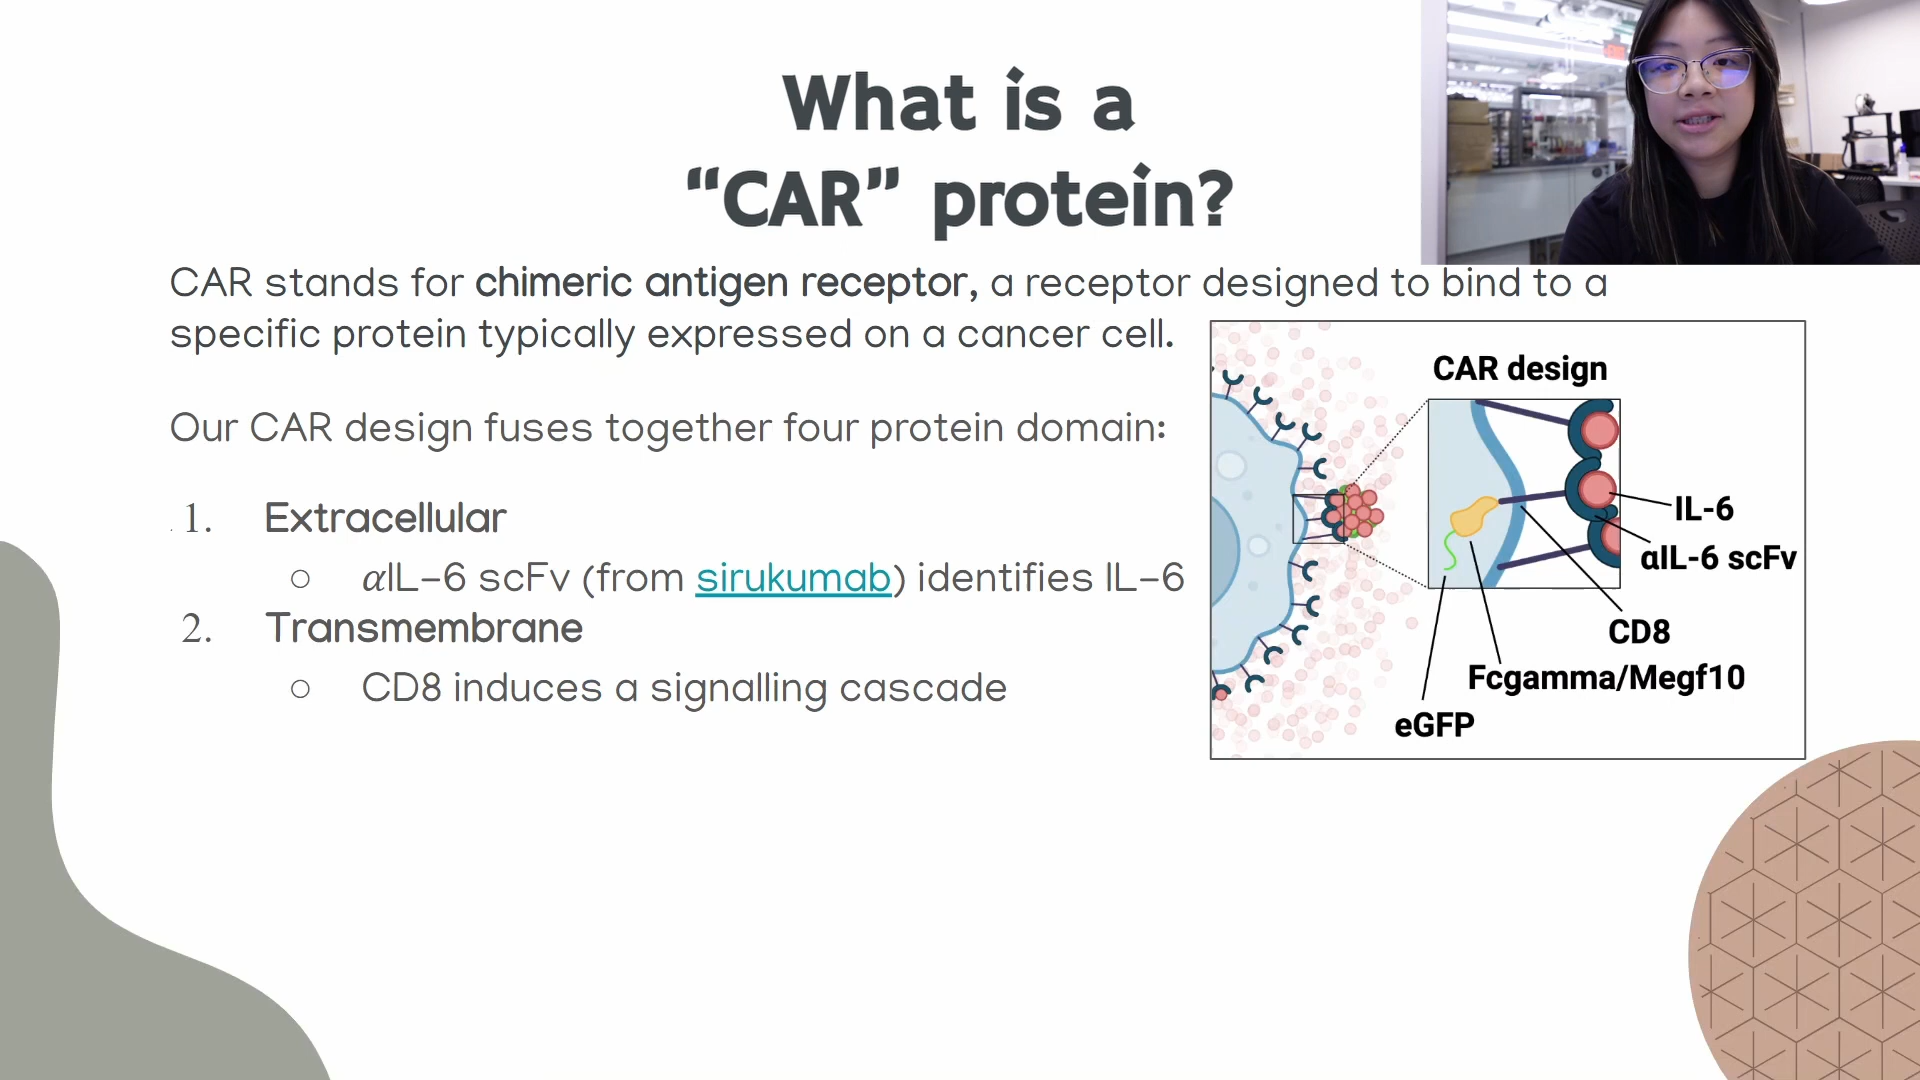 What is a
“CAR” protein?
CAR stands for chimeric antigen receptor, a receptor designed to bind to a
specific protein typically expressed on a cancer cell.
Our CAR design fuses together four protein domain:
1. Extracellular
○ αIL-6 scFv (from sirukumab) identifies IL-6
2. Transmembrane
○ CD8 induces a signalling cascade
CAR design
IL-6
αIL-6 scFv
CD8
Fcgamma/Megf10
eGFP